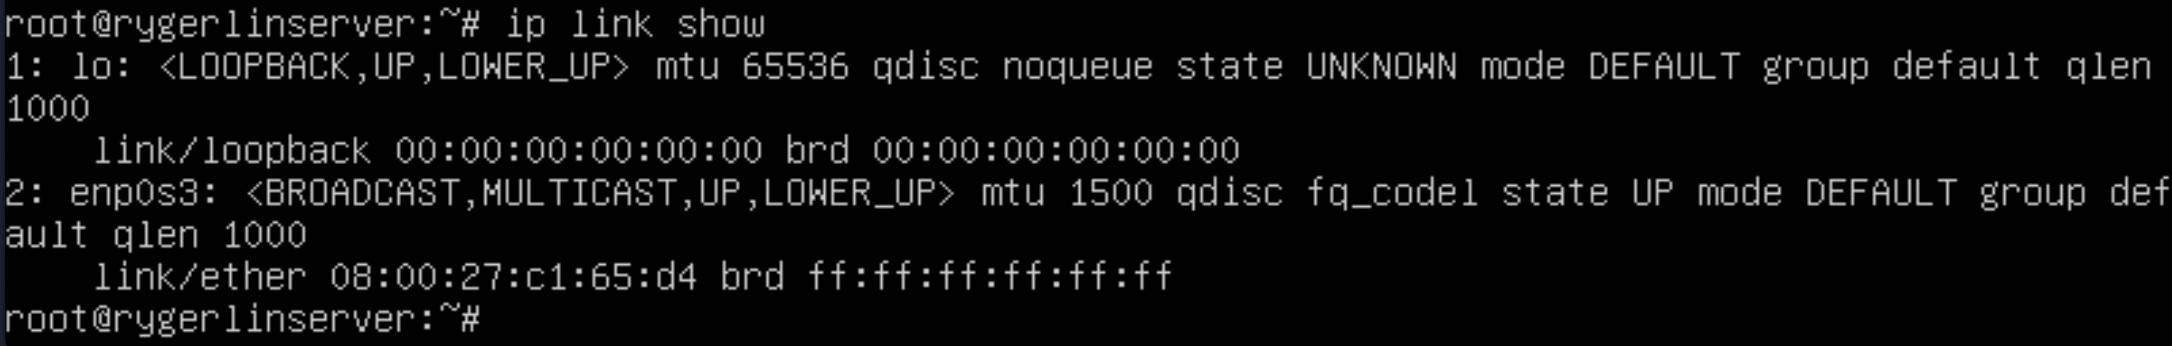 root@rygerlinserver:~# ip link show
1: lo: <LOOPBACK,UP,LOWER_UP> mtu 65536 qdisc noqueue state UNKNOWN mode DEFAULT group default qlen
1000
    link/loopback 00:00:00:00:00:00 brd 00:00:00:00:00:00
2: enp0s3: <BROADCAST,MULTICAST,UP,LOWER_UP> mtu 1500 qdisc fq_codel state UP mode DEFAULT group def
ault qlen 1000
    link/ether 08:00:27:c1:65:d4 brd ff:ff:ff:ff:ff:ff
root@rygerlinserver:~#